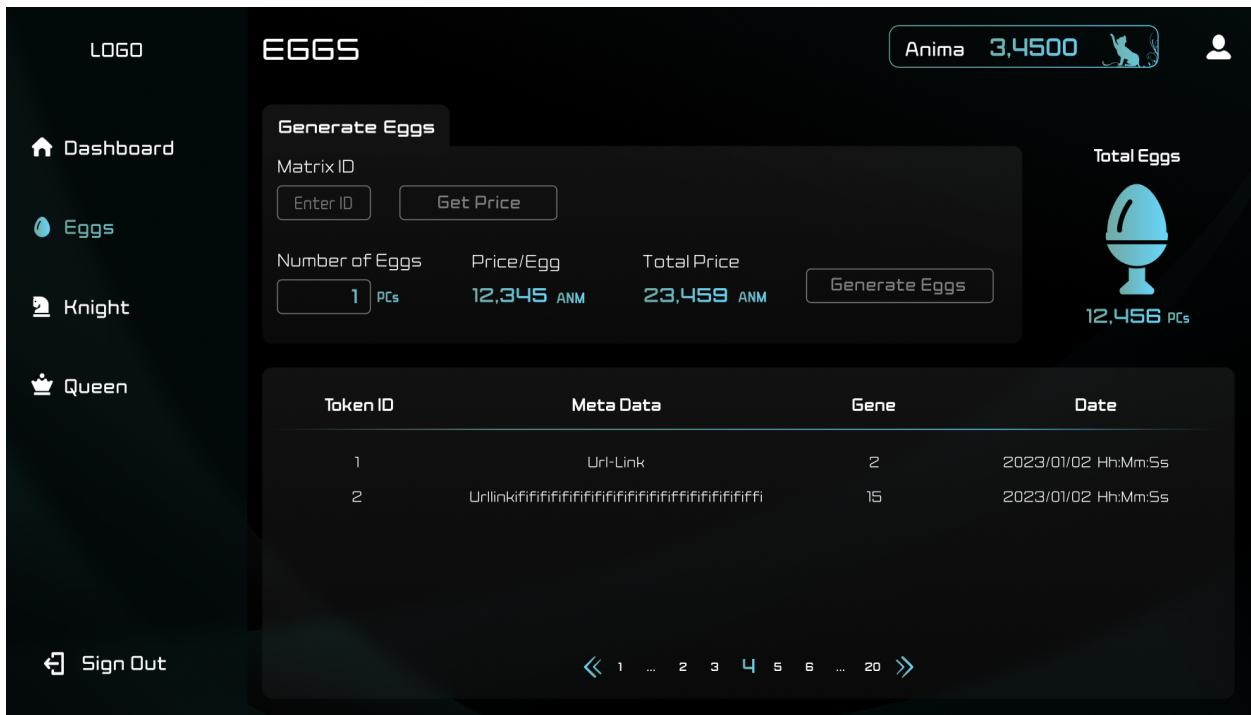 LOGO
EGGS
Anima 3,4500
Dashboard
Eggs
Knight
Queen
Sign Out
Generate Eggs
Matrix ID
Enter ID Get Price
Number of Eggs Price/Egg Total Price
1 PCs 12,345 ANM 23,459 ANM Generate Eggs
Total Eggs
12,456 PCs
Token ID Meta Data Gene Date
1 Url-Link 2 2023/01/02 Hh:Mm:Ss
2 Urllinkifififififififififififififififififffifififififififfi 15 2023/01/02 Hh:Mm:Ss
1 ... 2 3 4 5 6 ... 20